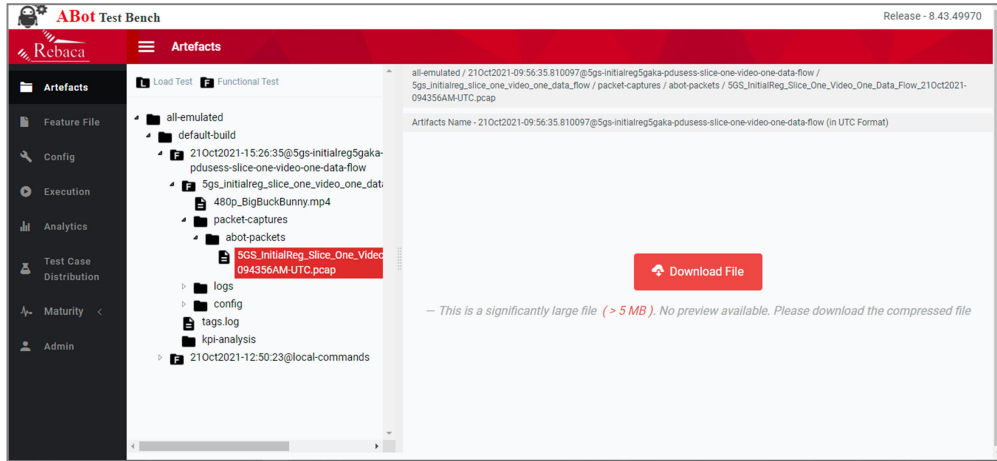 ABot Test Bench
Release - 8.43.49970
Rebaca
Artefacts
Artefacts
Feature File
Config
Execution
Analytics
Test Case
Distribution
Maturity <
Admin
L Load Test F Functional Test
all-emulated
default-build
F 21Oct2021-15:26:35@5gs-initialreg5gaka-
pdusess-slice-one-video-one-data-flow
F 5gs_initialreg_slice_one_video_one_dat
480p_BigBuckBunny.mp4
packet-captures
abot-packets
5GS_InitialReg_Slice_One_Video
094356AM-UTC.pcap
logs
config
tags.log
kpi-analysis
F 21Oct2021-12:50:23@local-commands
all-emulated / 21Oct2021-09:56:35.810097@5gs-initialreg5gaka-pdusess-slice-one-video-one-data-flow /
5gs_initialreg_slice_one_video_one_data_flow / packet-captures / abot-packets / 5GS_InitialReg_Slice_One_Video_One_Data_Flow_21Oct2021-
094356AM-UTC.pcap
Artifacts Name - 21Oct2021-09:56:35.810097@5gs-initialreg5gaka-pdusess-slice-one-video-one-data-flow (in UTC Format)
Download File
— This is a significantly large file ( > 5 MB ). No preview available. Please download the compressed file